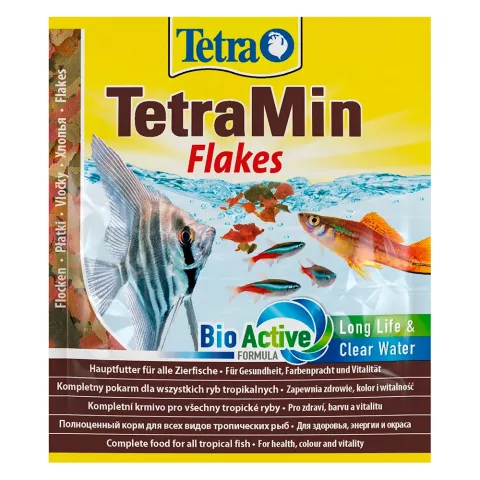 Tetra
TetraMin
Flakes
Flocken • Płatki • Vločky • Хлопья • Flakes
BioActive
FORMULA
Long Life &
Clear Water
Hauptfutter für alle Zierfische • Für Gesundheit, Farbenpracht und Vitalität
Kompletny pokarm dla wszystkich ryb tropikalnych • Zapewnia zdrowie, kolor i witalność
Kompletní krmivo pro všechny tropické ryby • Pro zdraví, barvu a vitalitu
Полноценный корм для всех видов тропических рыб • Для здоровья, энергии и окраса
Complete food for all tropical fish • For health, colour and vitality